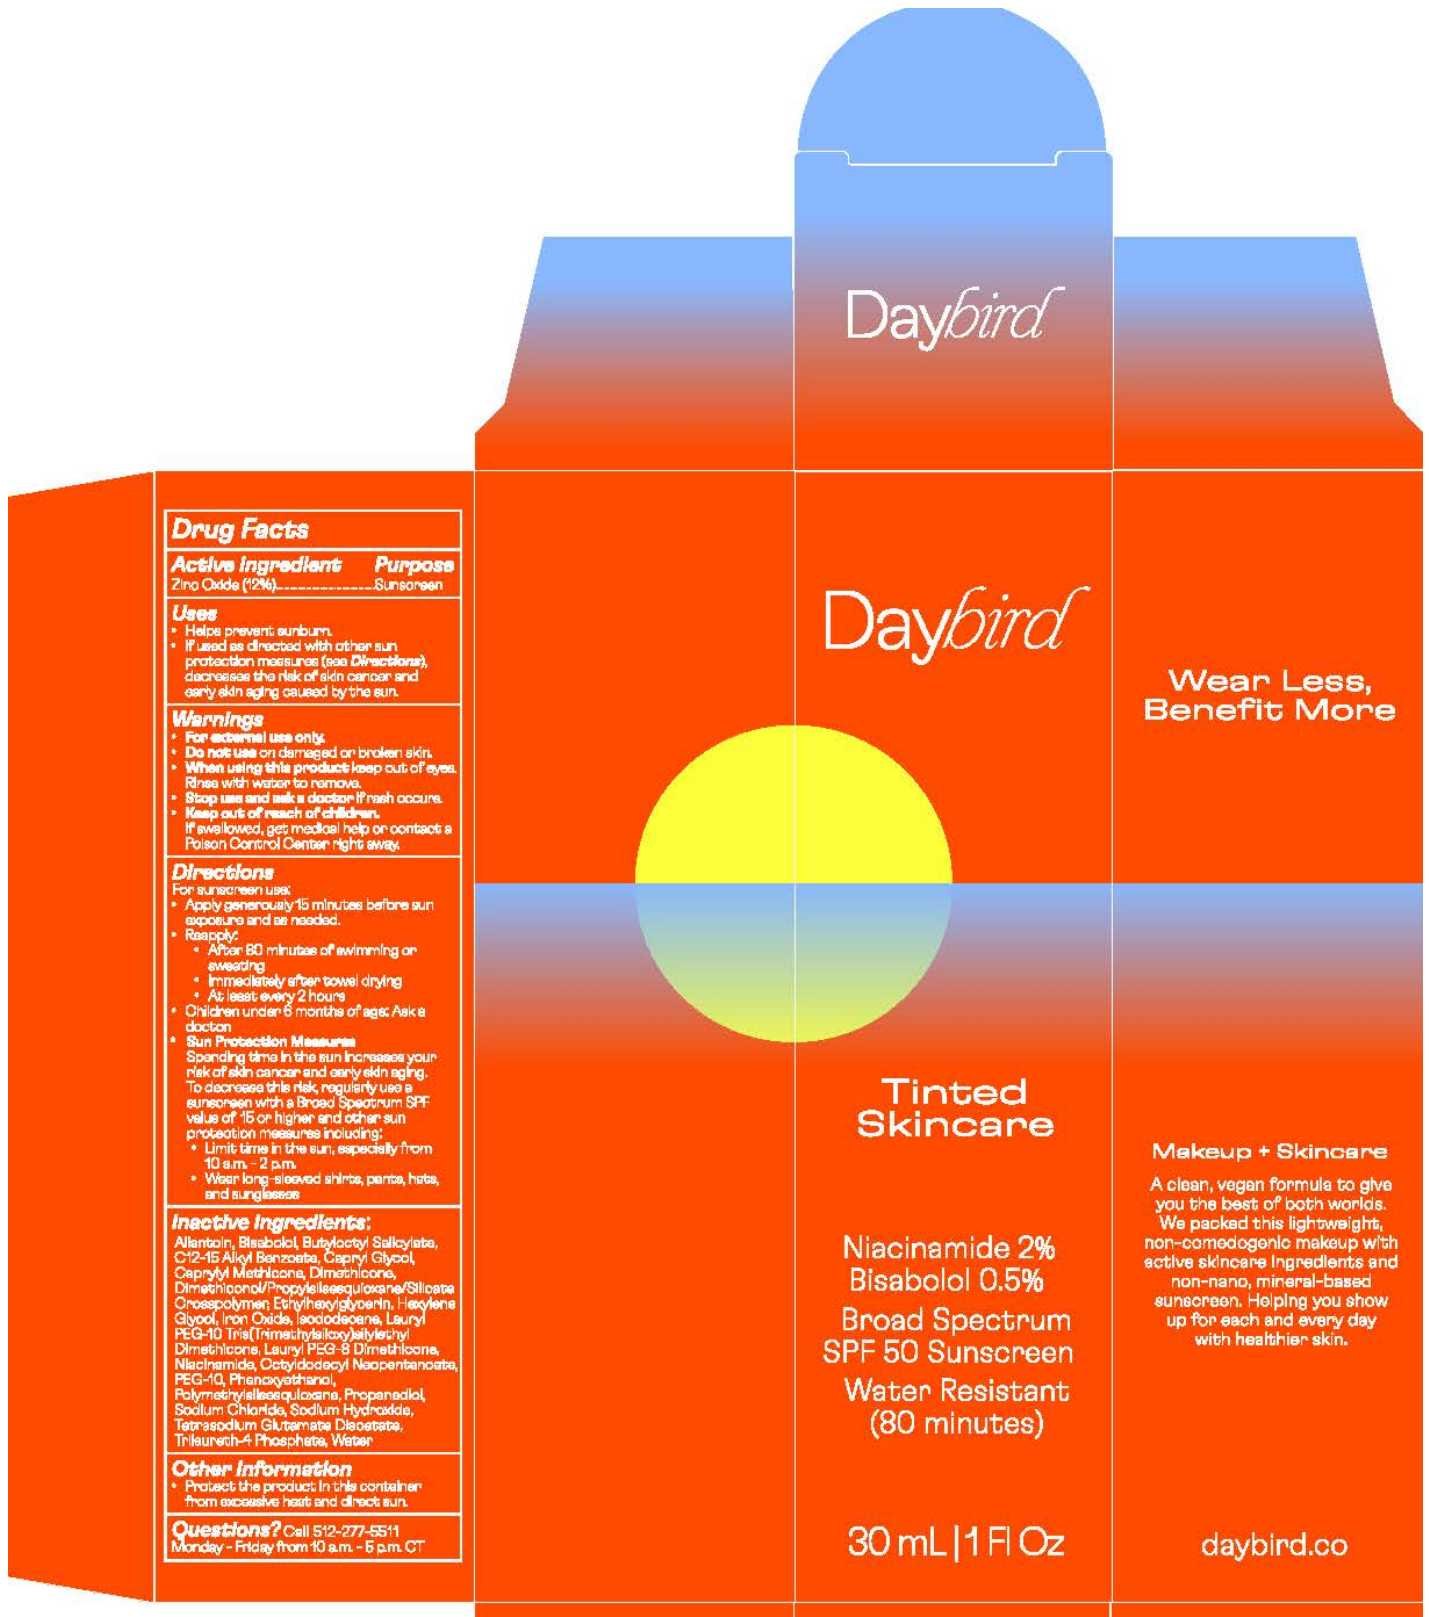 Daybird
Drug Facts
Active ingredient Purpose
Zinc Oxide (12%)........................Sunscreen
Uses
• Helps prevent sunburn.
• If used as directed with other sun
protection measures (see Directions),
decreases the risk of skin cancer and
early skin aging caused by the sun.
Warnings
• For external use only.
• Do not use on damaged or broken skin.
• When using this product keep out of eyes.
Rinse with water to remove.
• Stop use and ask a doctor if rash occurs.
• Keep out of reach of children.
If swallowed, get medical help or contact a
Poison Control Center right away.
Directions
For sunscreen use:
• Apply generously 15 minutes before sun
exposure and as needed.
• Reapply:
• After 80 minutes of swimming or
sweating
• Immediately after towel drying
• At least every 2 hours
• Children under 6 months of age: Ask a
doctor
• Sun Protection Measures
Spending time in the sun increases your
risk of skin cancer and early skin aging.
To decrease this risk, regularly use a
sunscreen with a Broad Spectrum SPF
value of 15 or higher and other sun
protection measures including:
• Limit time in the sun, especially from
10 a.m. - 2 p.m.
• Wear long-sleeved shirts, pants, hats,
and sunglasses
Inactive Ingredients:
Allantoin, Bisabolol, Butyloctyl Salicylate,
C12-15 Alkyl Benzoate, Capryl Glycol,
Caprylyl Methicone, Dimethicone,
Dimethiconol/Propylsilsesquioxane/Silicate
Crosspolymer, Ethylhexylglycerin, Hexylene
Glycol, Iron Oxide, Isododecane, Lauryl
PEG-10 Tris(Trimethylsiloxy)silylethyl
Dimethicone, Lauryl PEG-8 Dimethicone,
Niacinamide, Octyldodecyl Neopentanoate,
PEG-10, Phenoxyethanol,
Polymethylsilsesquioxane, Propanediol,
Sodium Chloride, Sodium Hydroxide,
Tetrasodium Glutamate Diacetate,
Trilaureth-4 Phosphate, Water
Other Information
• Protect the product in this container
from excessive heat and direct sun.
Questions? Call 512-277-5511
Monday - Friday from 10 a.m. - 5 p.m. CT
Daybird
Tinted
Skincare
Niacinamide 2%
Bisabolol 0.5%
Broad Spectrum
SPF 50 Sunscreen
Water Resistant
(80 minutes)
30 mL | 1 Fl Oz
Wear Less,
Benefit More
Makeup + Skincare
A clean, vegan formula to give
you the best of both worlds.
We packed this lightweight,
non-comedogenic makeup with
active skincare ingredients and
non-nano, mineral-based
sunscreen. Helping you show
up for each and every day
with healthier skin.
daybird.co